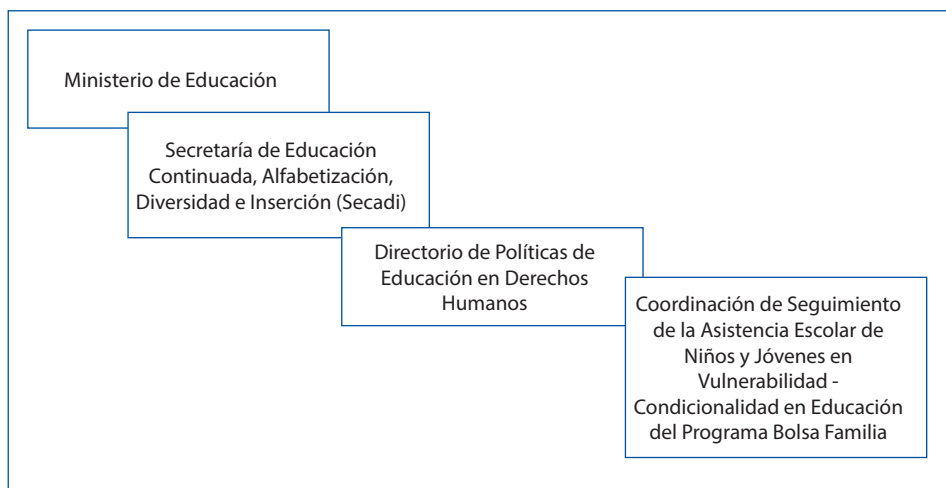 Ministerio de Educación
Secretaría de Educación
Continuada, Alfabetización,
Diversidad e Inserción (Secadi)
Directorio de Políticas de
Educación en Derechos
Humanos
Coordinación de Seguimiento
de la Asistencia Escolar de
Niños y Jóvenes en
Vulnerabilidad -
Condicionalidad en Educación
del Programa Bolsa Familia